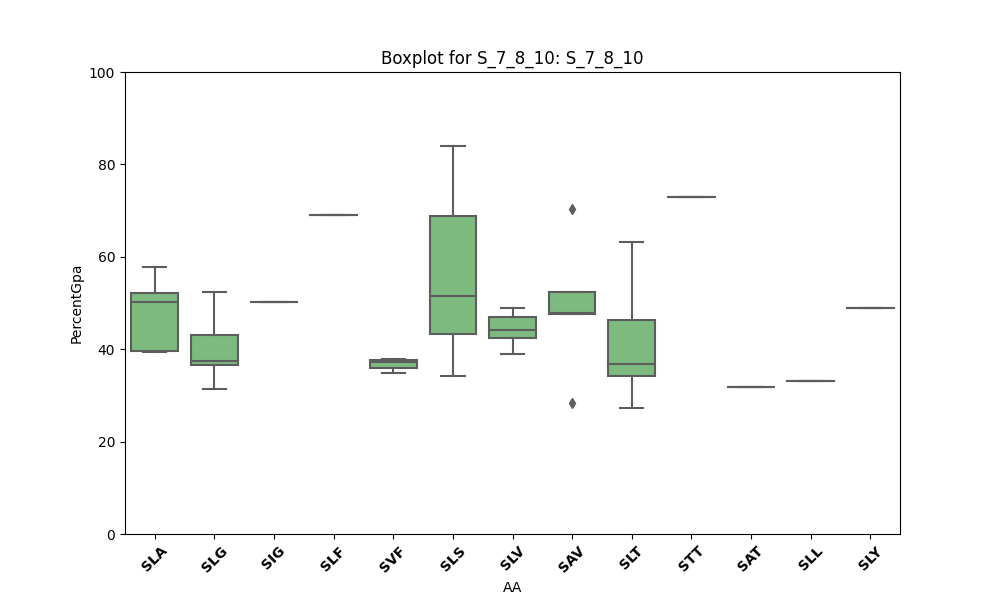 Boxplot for S_7_8_10: S_7_8_10
PercentGpa
100
80
60
40
20
0
SLA SLG SIG SLF SVF SLS SLV SAV SLT STT SAT SLL SLY
AA